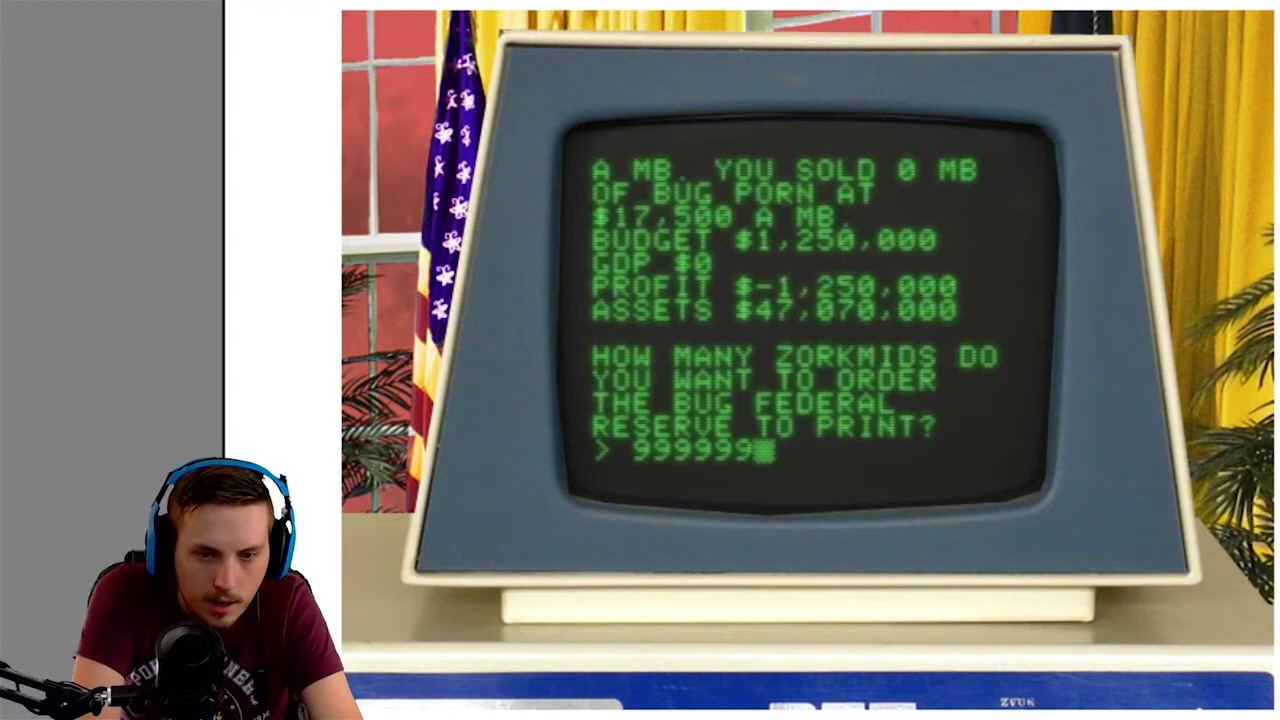 A MB. YOU SOLD 0 MB
OF BUG PORN AT
$17,500 A MB.
BUDGET $1,250,000
GDP $0
PROFIT $-1,250,000
ASSETS $47,070,000
HOW MANY ZORKMIDS DO
YOU WANT TO ORDER
THE BUG FEDERAL
RESERVE TO PRINT?
> 999999